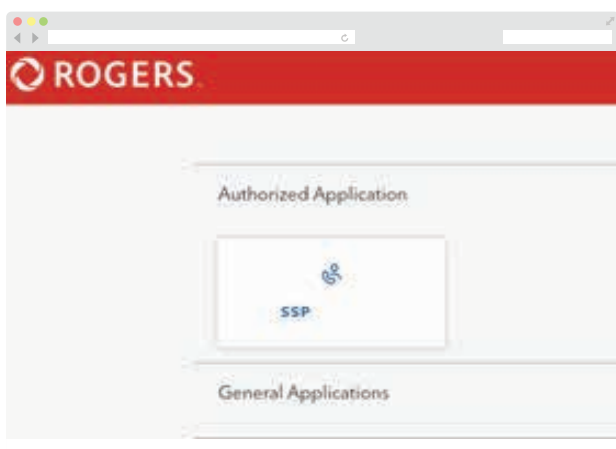 ROGERS
Authorized Application
SSP
General Applications